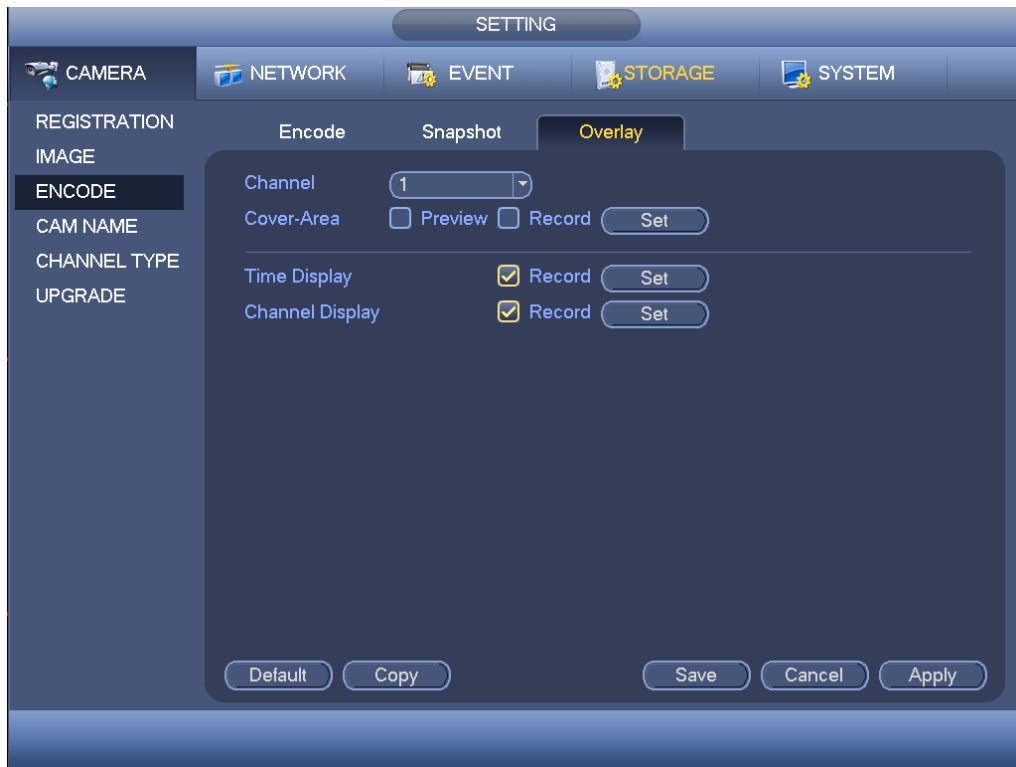 SETTING
CAMERA NETWORK EVENT STORAGE SYSTEM
REGISTRATION
IMAGE
ENCODE
CAM NAME
CHANNEL TYPE
UPGRADE
Encode Snapshot Overlay
Channel 1
Cover-Area Preview Record Set
Time Display Record Set
Channel Display Record Set
Default Copy Save Cancel Apply